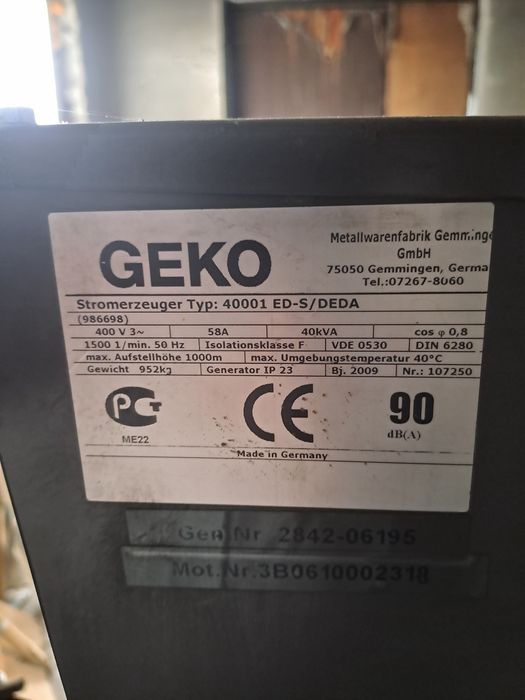 GEKO
Metallwarenfabrik
GmbH
75050 Gemmingen,
Tel.:07267-8060
Stromerzeuger Typ: 40001 ED-S/DEDA
(986698)
400 V 3~ 58A 40kVA cos φ 0,8
1500 1/min. 50 Hz Isolationsklasse F VDE 0530 DIN 6280
max. Aufstellhöhe 1000m max. Umgebungstemperatur 40°C
Gewicht 952kg Generator IP 23 Bj. 2009 Nr.: 107250
PCT CE 90
ME22 dB(A)
Made in Germany
Gen.Nr 2842-06195
Mot.Nr.3B0610002318